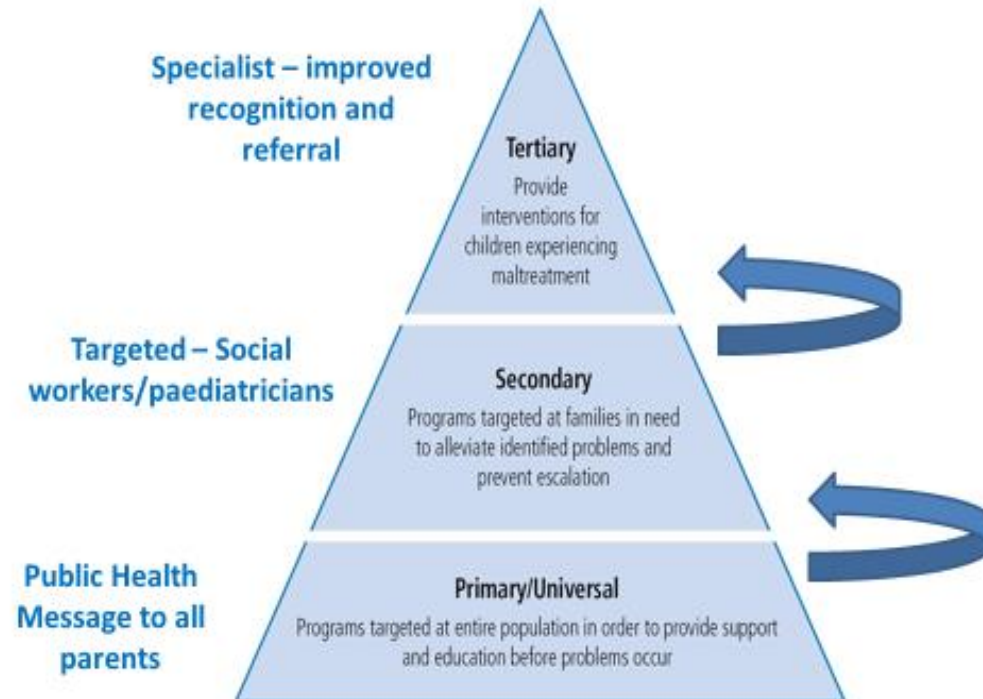 Specialist – improved
recognition and
referral
Tertiary
Provide
interventions for
children experiencing
maltreatment
Targeted – Social
workers/paediatricians
Secondary
Programs targeted at families in need
to alleviate identified problems and
prevent escalation
Public Health
Message to all
parents
Primary/Universal
Programs targeted at entire population in order to provide support
and education before problems occur